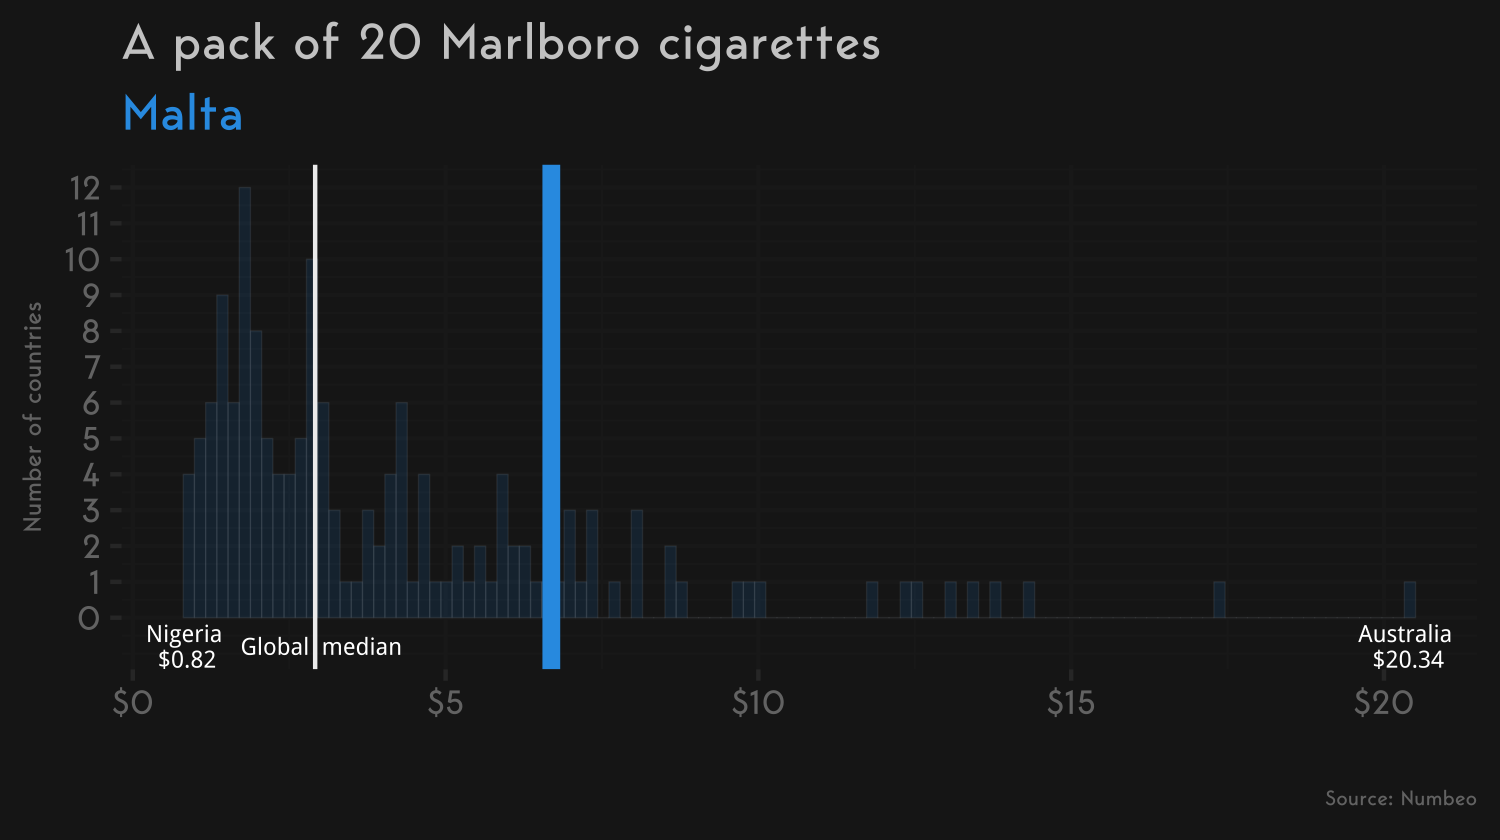 A pack of 20 Marlboro cigarettes
Malta
Number of countries
12
11
10
9
8
7
6
5
4
3
2
1
0
Nigeria
$0.82
Global median
Australia
$20.34
$0 $5 $10 $15 $20
Source: Numbeo